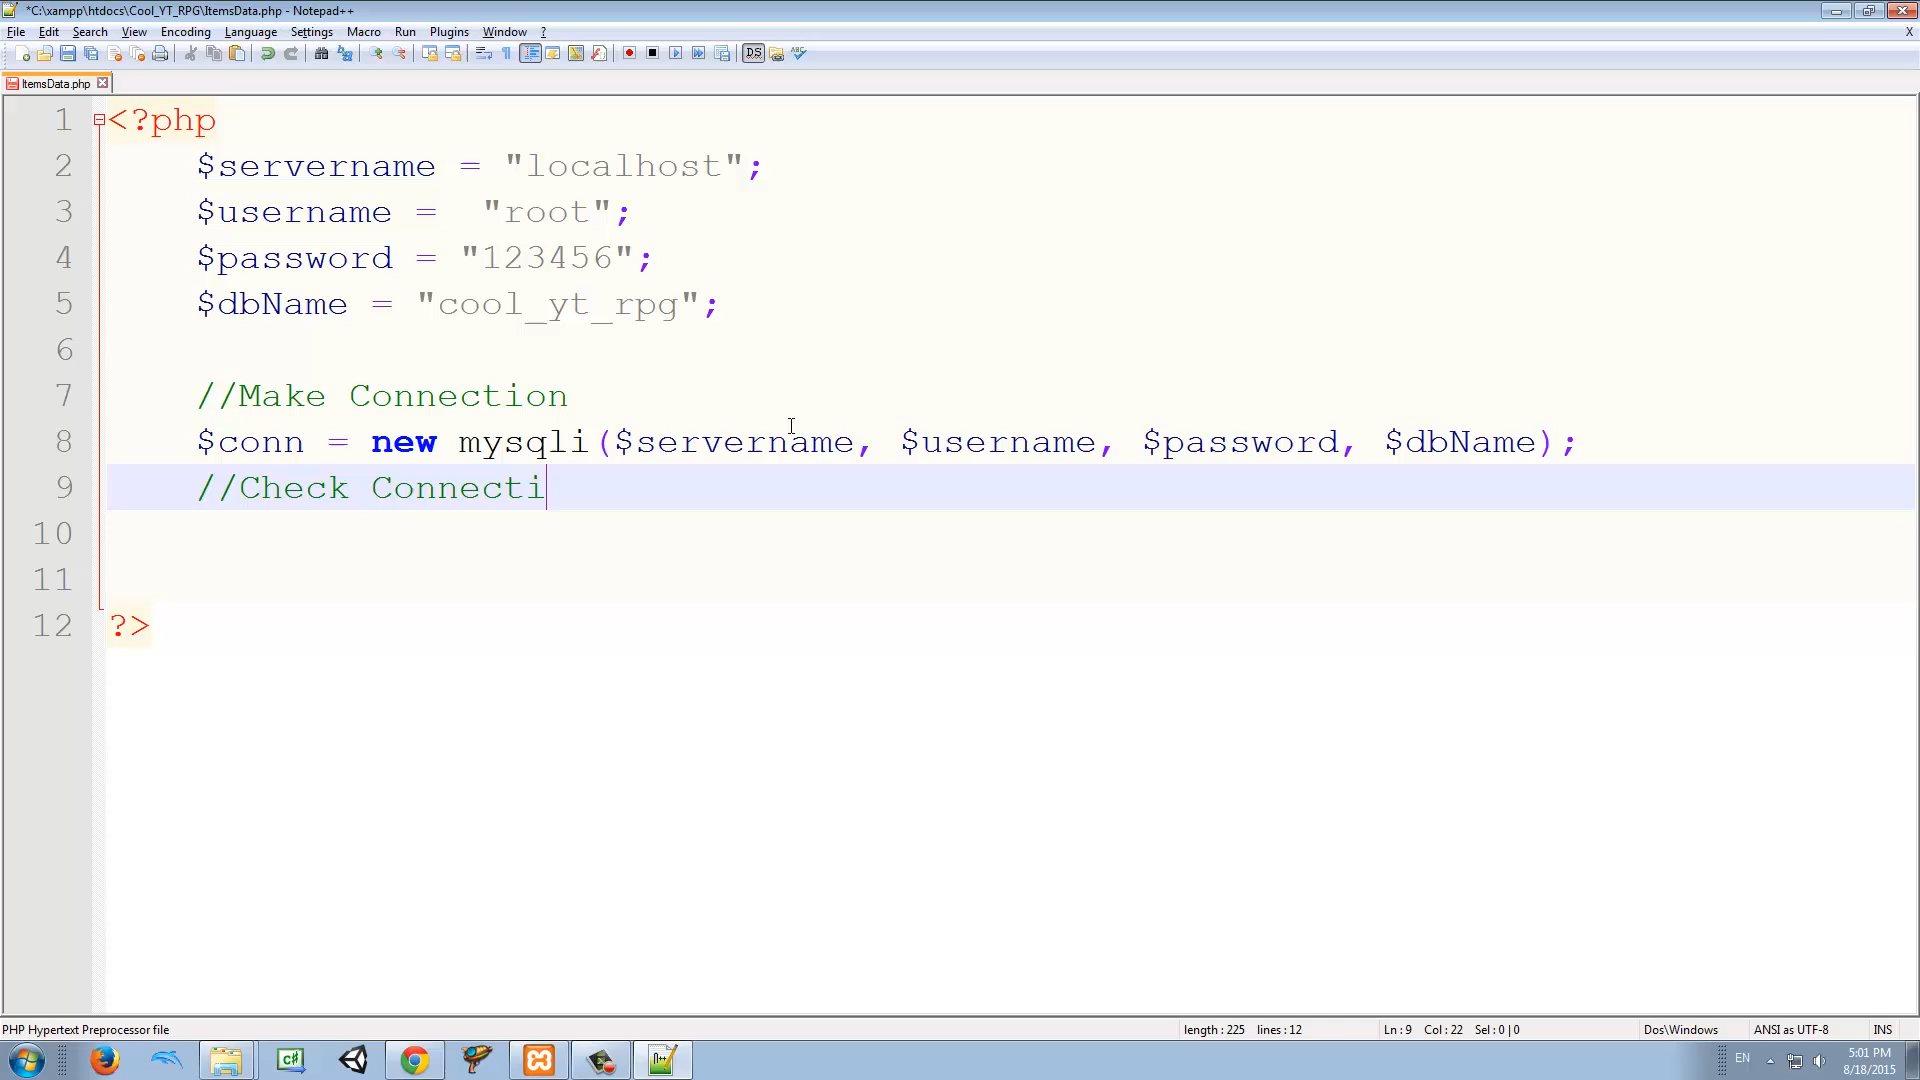 *C:\xampp\htdocs\Cool_YT_RPG\ItemsData.php - Notepad++
File Edit Search View Encoding Language Settings Macro Run Plugins Window ? X
ItemsData.php
1 <?php
2 $servername = "localhost";
3 $username =  "root";
4 $password = "123456";
5 $dbName = "cool_yt_rpg";
6
7 //Make Connection
8 $conn = new mysqli($servername, $username, $password, $dbName);
9 //Check Connecti
10
11
12 ?>
PHP Hypertext Preprocessor file length : 225 lines : 12 Ln : 9 Col : 22 Sel : 0 | 0 Dos\Windows ANSI as UTF-8 INS
EN 5:01 PM
8/18/2015